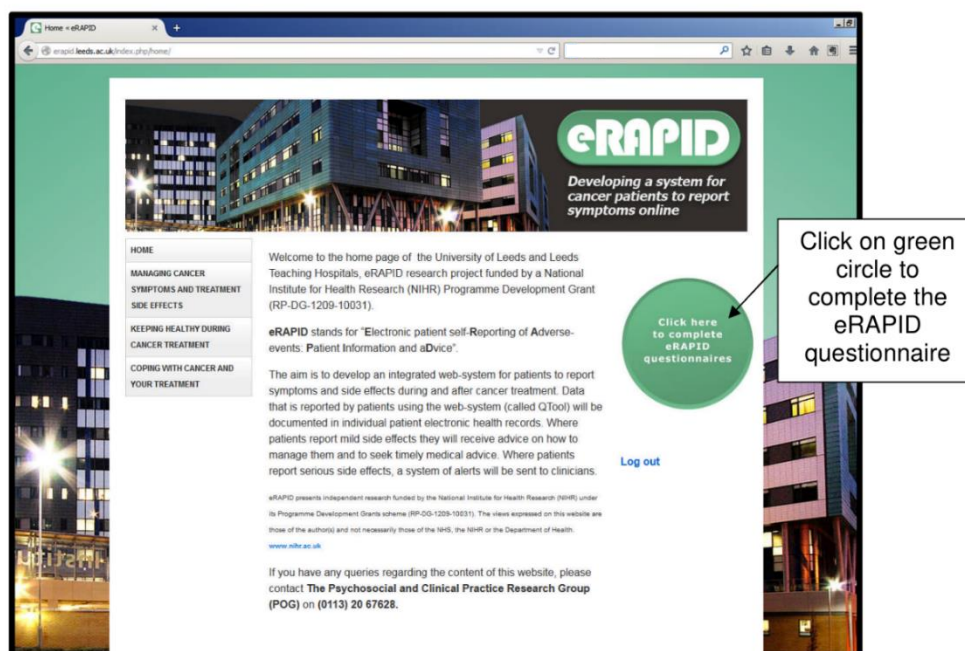 Home « eRAPID
erapid.leeds.ac.uk/index.php/home/
eRAPID
Developing a system for
cancer patients to report
symptoms online
HOME
MANAGING CANCER
SYMPTOMS AND TREATMENT
SIDE EFFECTS
KEEPING HEALTHY DURING
CANCER TREATMENT
COPING WITH CANCER AND
YOUR TREATMENT
Welcome to the home page of the University of Leeds and Leeds
Teaching Hospitals, eRAPID research project funded by a National
Institute for Health Research (NIHR) Programme Development Grant
(RP-DG-1209-10031).
eRAPID stands for "Electronic patient self-Reporting of Adverse-
events: Patient Information and aDvice".
The aim is to develop an integrated web-system for patients to report
symptoms and side effects during and after cancer treatment. Data
that is reported by patients using the web-system (called QTool) will be
documented in individual patient electronic health records. Where
patients report mild side effects they will receive advice on how to
manage them and to seek timely medical advice. Where patients
report serious side effects, a system of alerts will be sent to clinicians.
eRAPID presents independent research funded by the National Institute for Health Research (NIHR) under
its Programme Development Grants scheme (RP-DG-1209-10031). The views expressed on this website are
those of the author(s) and not necessarily those of the NHS, the NIHR or the Department of Health.
www.nihr.ac.uk
If you have any queries regarding the content of this website, please
contact The Psychosocial and Clinical Practice Research Group
(POG) on (0113) 20 67628.
Click here
to complete
eRAPID
questionnaires
Log out
Click on green
circle to
complete the
eRAPID
questionnaire